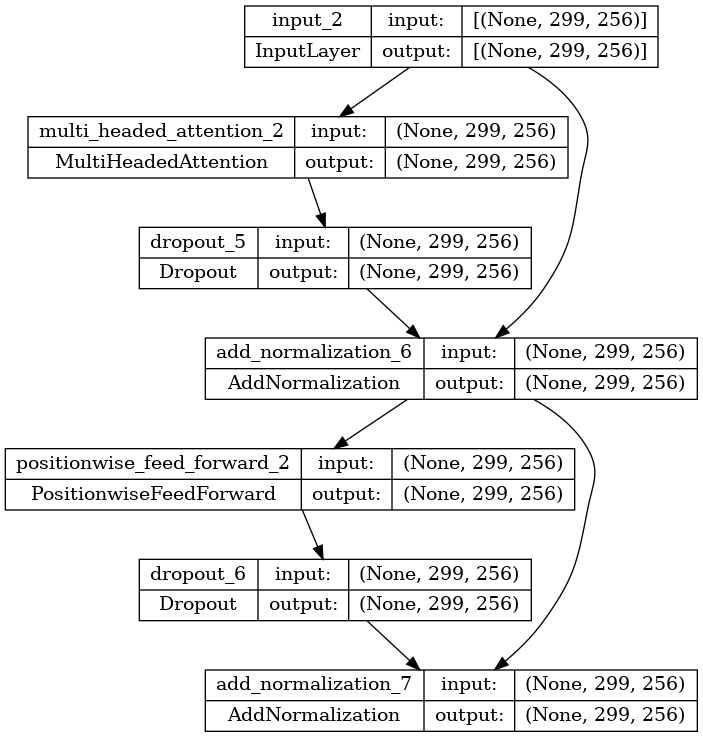 input_2 input: [(None, 299, 256)]
InputLayer output: [(None, 299, 256)]
multi_headed_attention_2 input: (None, 299, 256)
MultiHeadedAttention output: (None, 299, 256)
dropout_5 input: (None, 299, 256)
Dropout output: (None, 299, 256)
add_normalization_6 input: (None, 299, 256)
AddNormalization output: (None, 299, 256)
positionwise_feed_forward_2 input: (None, 299, 256)
PositionwiseFeedForward output: (None, 299, 256)
dropout_6 input: (None, 299, 256)
Dropout output: (None, 299, 256)
add_normalization_7 input: (None, 299, 256)
AddNormalization output: (None, 299, 256)